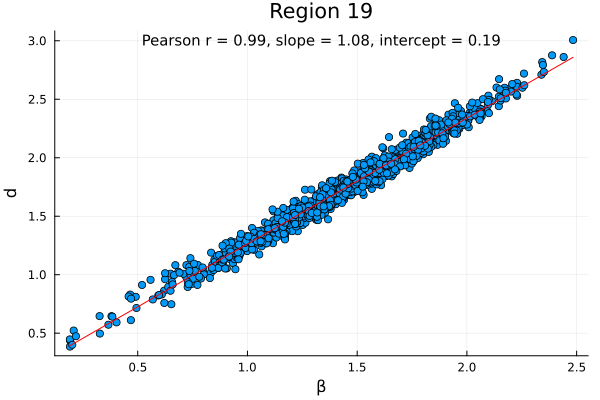 Region 19
Pearson r = 0.99, slope = 1.08, intercept = 0.19
3.0
2.5
2.0
1.5
1.0
0.5
d
0.5 1.0 1.5 2.0 2.5
β